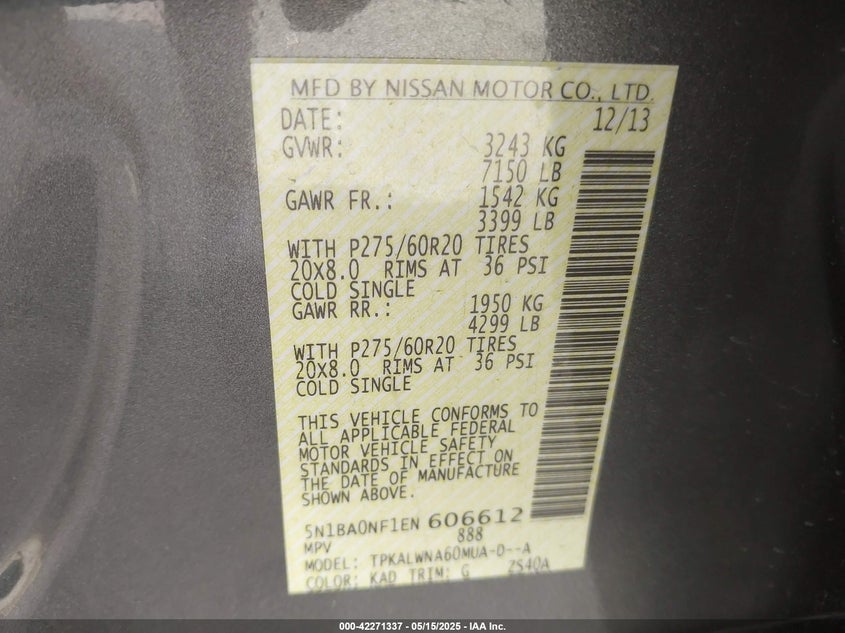 MFD BY NISSAN MOTOR CO., LTD.
DATE: 12/13
GVWR: 3243 KG
7150 LB
GAWR FR.: 1542 KG
3399 LB
WITH P275/60R20 TIRES
20x8.0 RIMS AT 36 PSI
COLD SINGLE
GAWR RR.: 1950 KG
4299 LB
WITH P275/60R20 TIRES
20x8.0 RIMS AT 36 PSI
COLD SINGLE
THIS VEHICLE CONFORMS TO
ALL APPLICABLE FEDERAL
MOTOR VEHICLE SAFETY
STANDARDS IN EFFECT ON
THE DATE OF MANUFACTURE
SHOWN ABOVE.
5N1BA0NF1EN 606612
MPV 888
MODEL: TPKALWNA60MUA-D--A
COLOR: KAD TRIM: G ZS40A
000-42271337 - 05/15/2025 - IAA Inc.